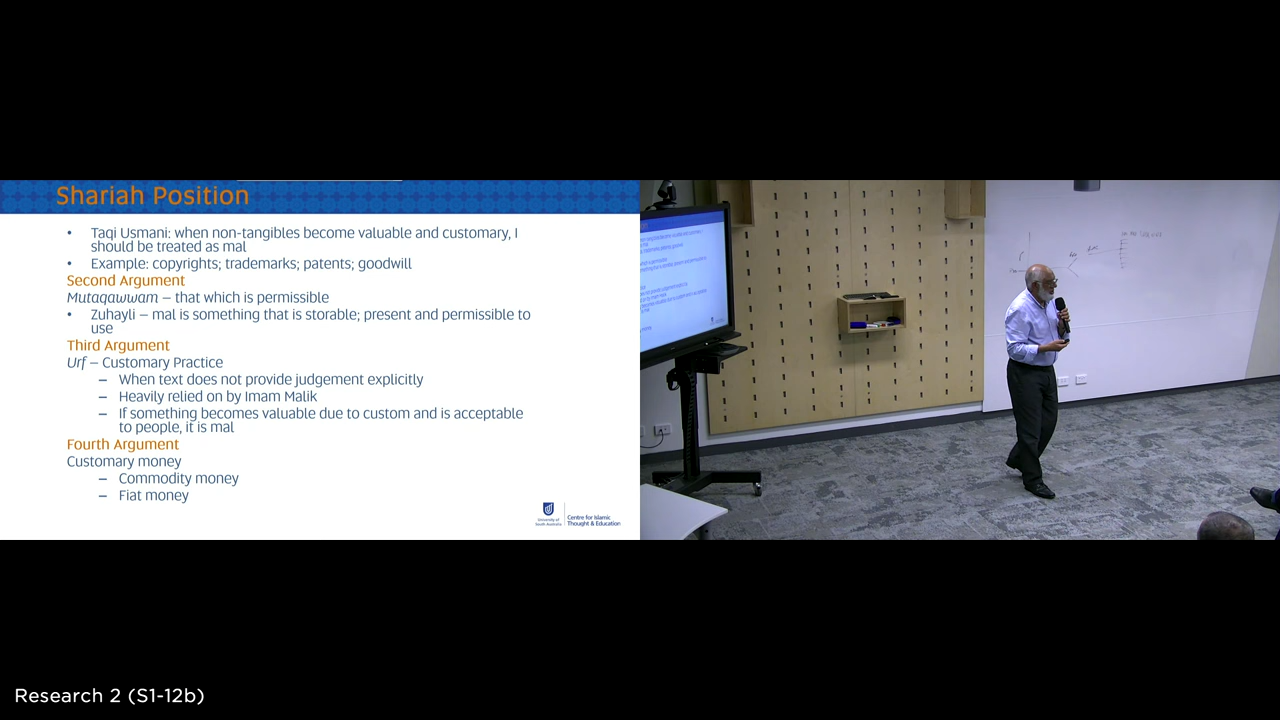 Shariah Position
• Taqi Usmani: when non-tangibles become valuable and customary, I
should be treated as mal
• Example: copyrights; trademarks; patents; goodwill
Second Argument
Mutaqawwam – that which is permissible
• Zuhayli – mal is something that is storable; present and permissible to
use
Third Argument
Urf – Customary Practice
– When text does not provide judgement explicitly
– Heavily relied on by Imam Malik
– If something becomes valuable due to custom and is acceptable
to people, it is mal
Fourth Argument
Customary money
– Commodity money
– Fiat money
University of
South Australia
Centre for Islamic
Thought & Education
Research 2 (S1-12b)